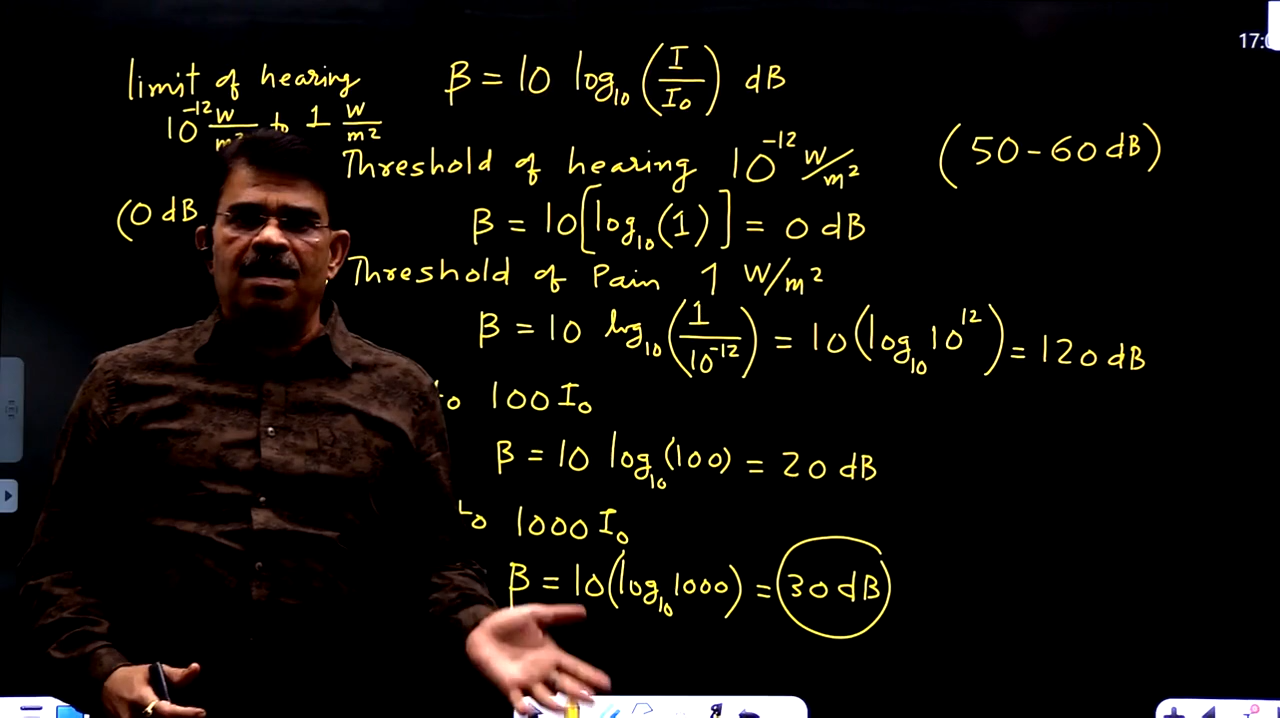 17:0
limit of hearing
10⁻¹² W/m² to 1 W/m²
(0 dB
β = 10 log₁₀ (I/I₀) dB
Threshold of hearing 10⁻¹² W/m²
(50-60 dB)
β = 10[log₁₀(1)] = 0 dB
Threshold of Pain 1 W/m²
β = 10 log₁₀(1/10⁻¹²) = 10(log₁₀ 10¹²) = 120 dB
100 I₀
β = 10 log₁₀(100) = 20 dB
1000 I₀
β = 10(log₁₀ 1000) = 30 dB